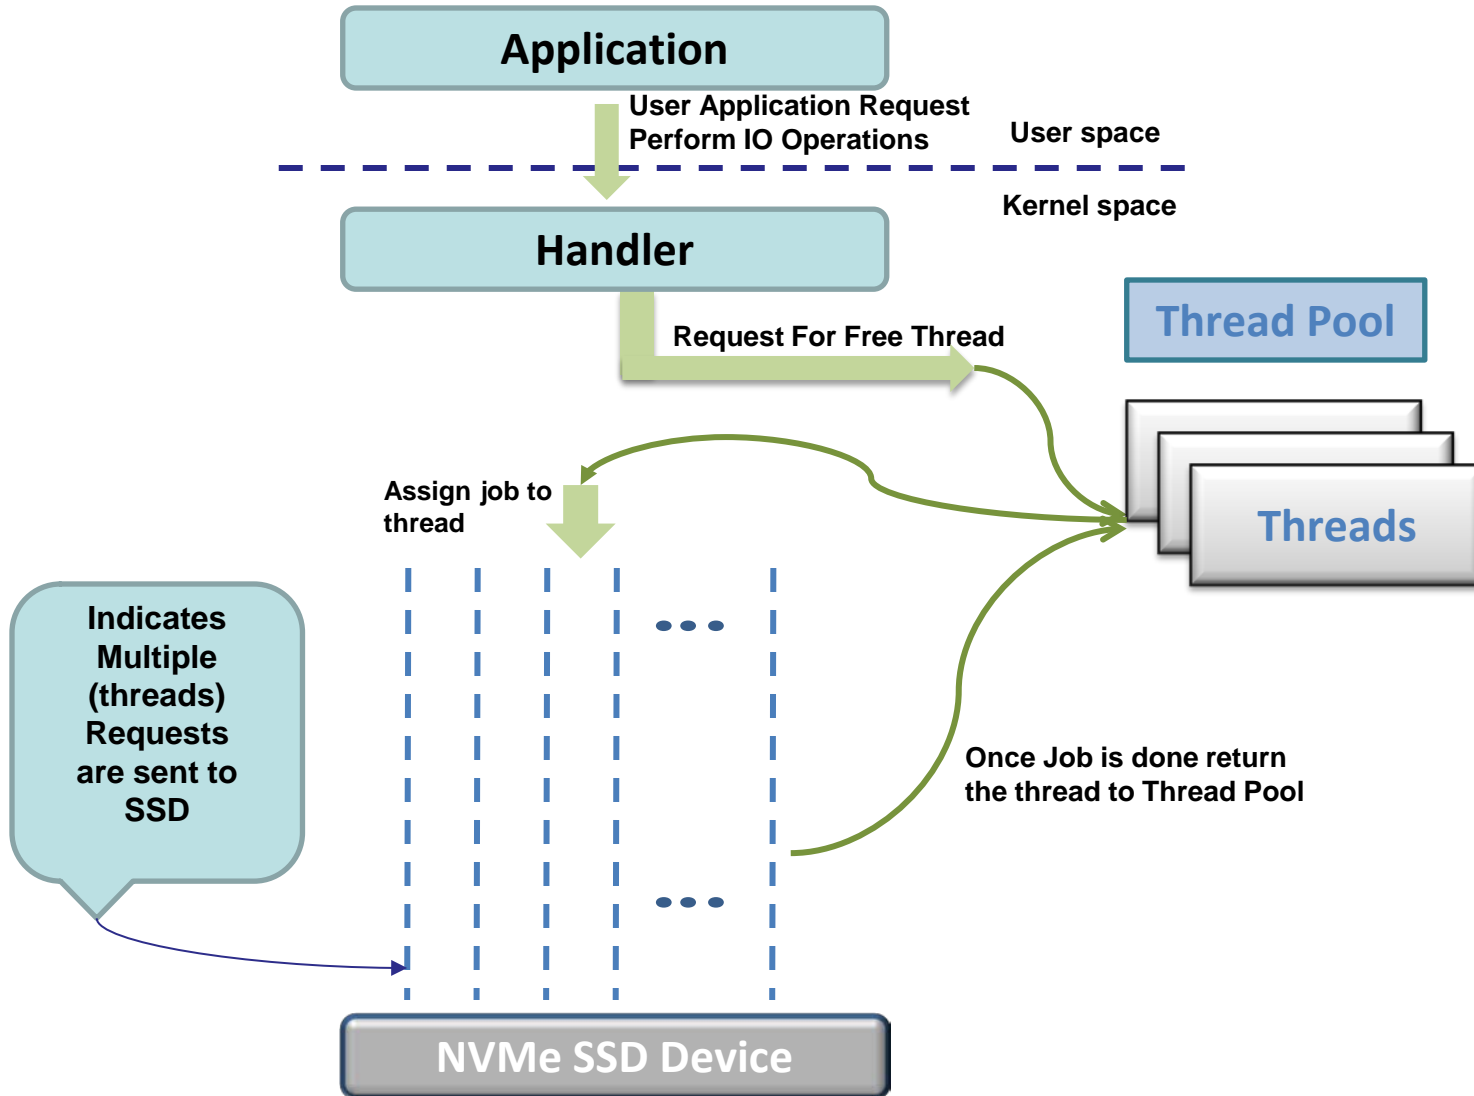 Application
User Application Request
Perform IO Operations
User space
Kernel space
Handler
Request For Free Thread
Thread Pool
Threads
Assign job to
thread
Indicates
Multiple
(threads)
Requests
are sent to
SSD
Once Job is done return
the thread to Thread Pool
NVMe SSD Device